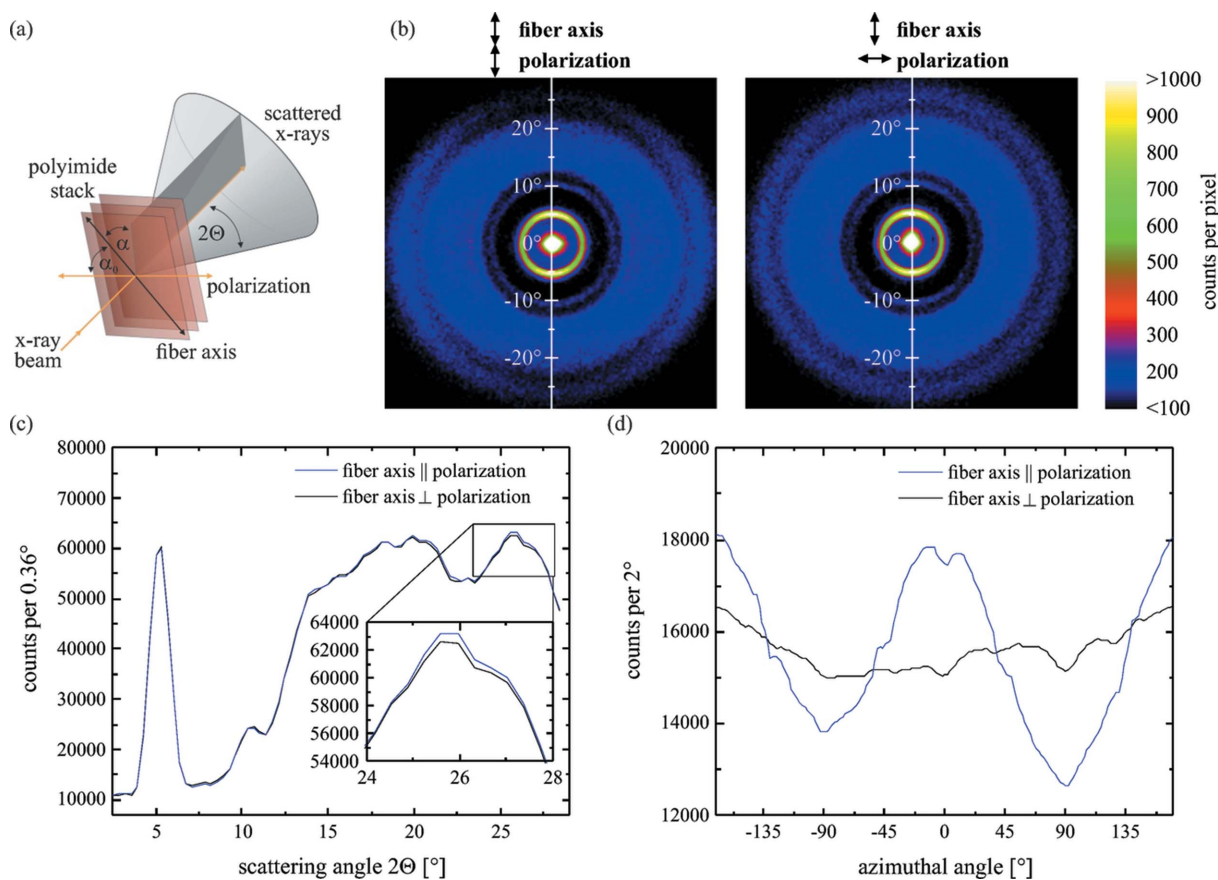 (a)
scattered
x-rays
polyimide
stack
α
α₀
2Θ
polarization
x-ray
beam
fiber axis
(b)
fiber axis
polarization
20°
10°
0°
-10°
-20°
fiber axis
polarization
20°
10°
0°
-10°
-20°
>1000
900
800
700
600
500
400
300
200
<100
counts per pixel
(c)
80000
70000
60000
50000
40000
30000
20000
10000
counts per 0.36°
fiber axis || polarization
fiber axis ⊥ polarization
64000
62000
60000
58000
56000
54000
24 26 28
5 10 15 20 25
scattering angle 2Θ [°]
(d)
20000
18000
16000
14000
12000
counts per 2°
fiber axis || polarization
fiber axis ⊥ polarization
-135 -90 -45 0 45 90 135
azimuthal angle [°]